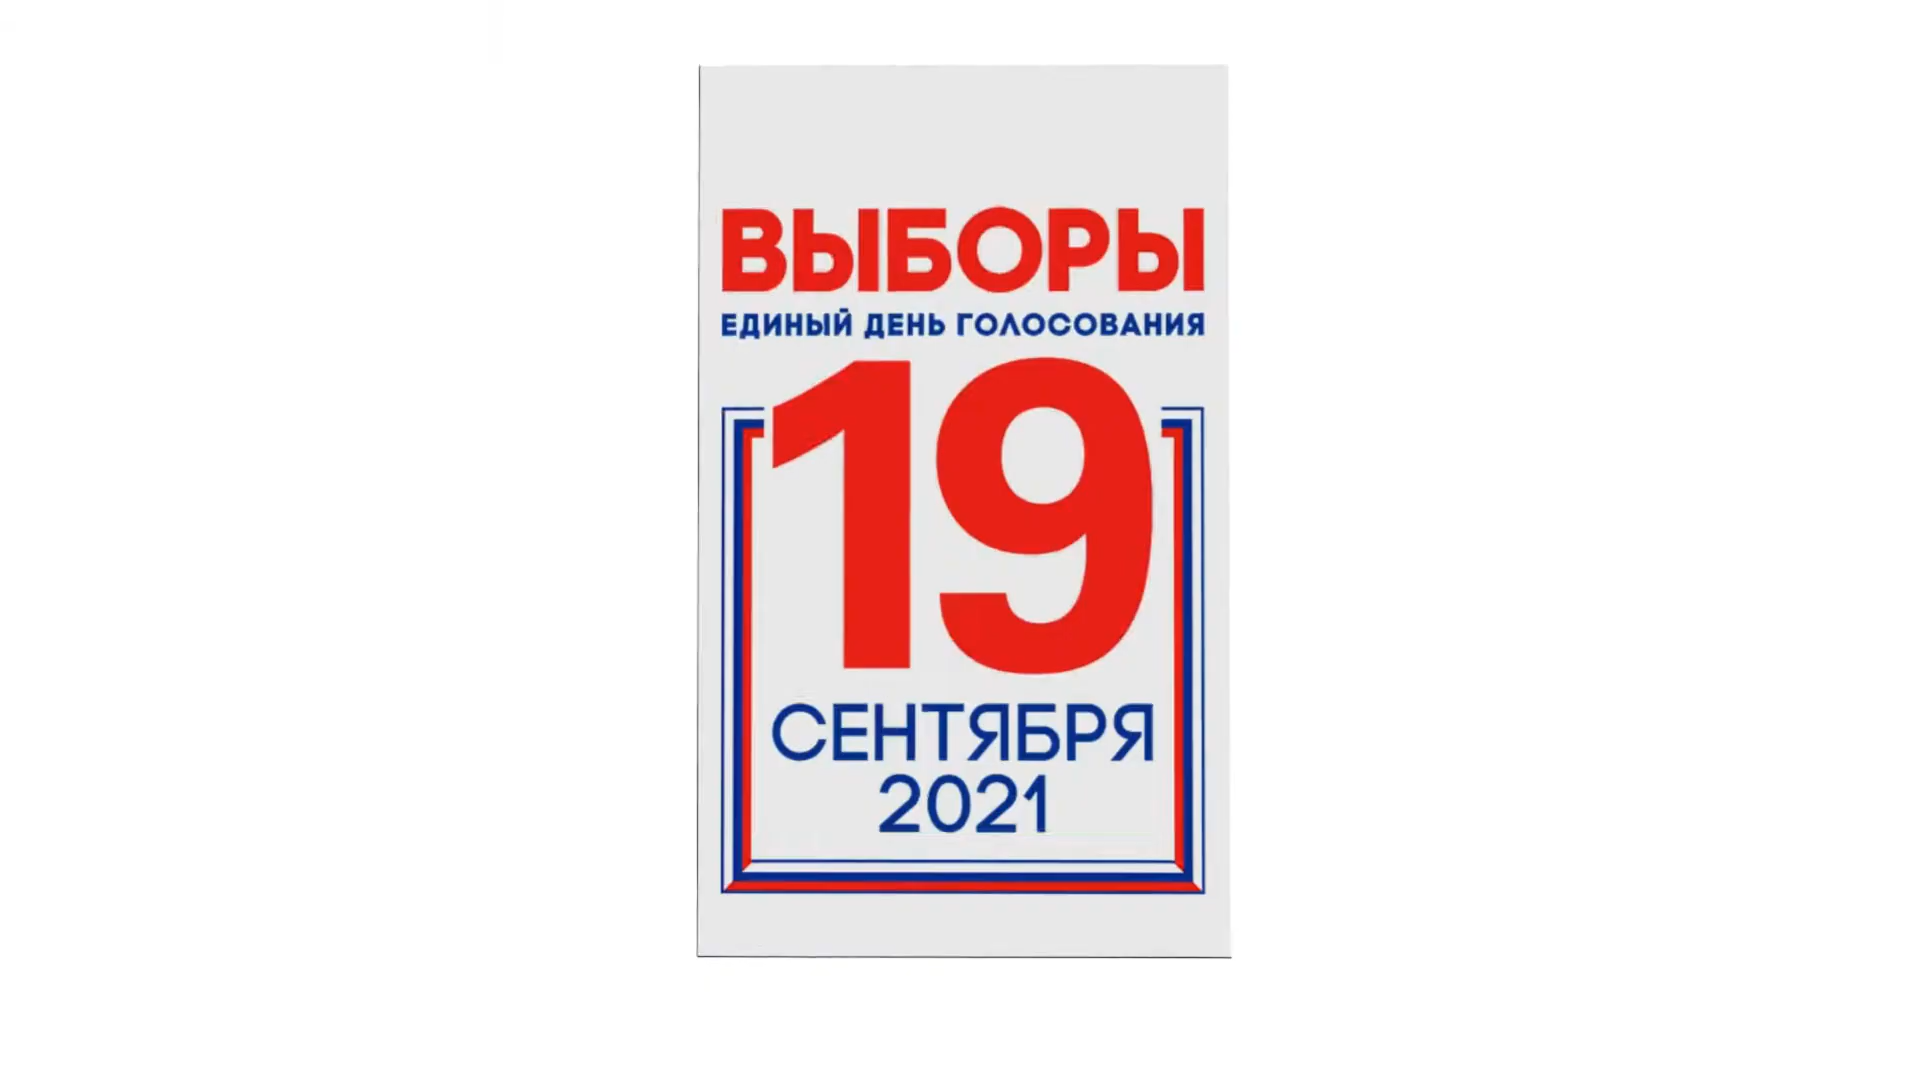 ВЫБОРЫ
ЕДИНЫЙ ДЕНЬ ГОЛОСОВАНИЯ
19
СЕНТЯБРЯ
2021